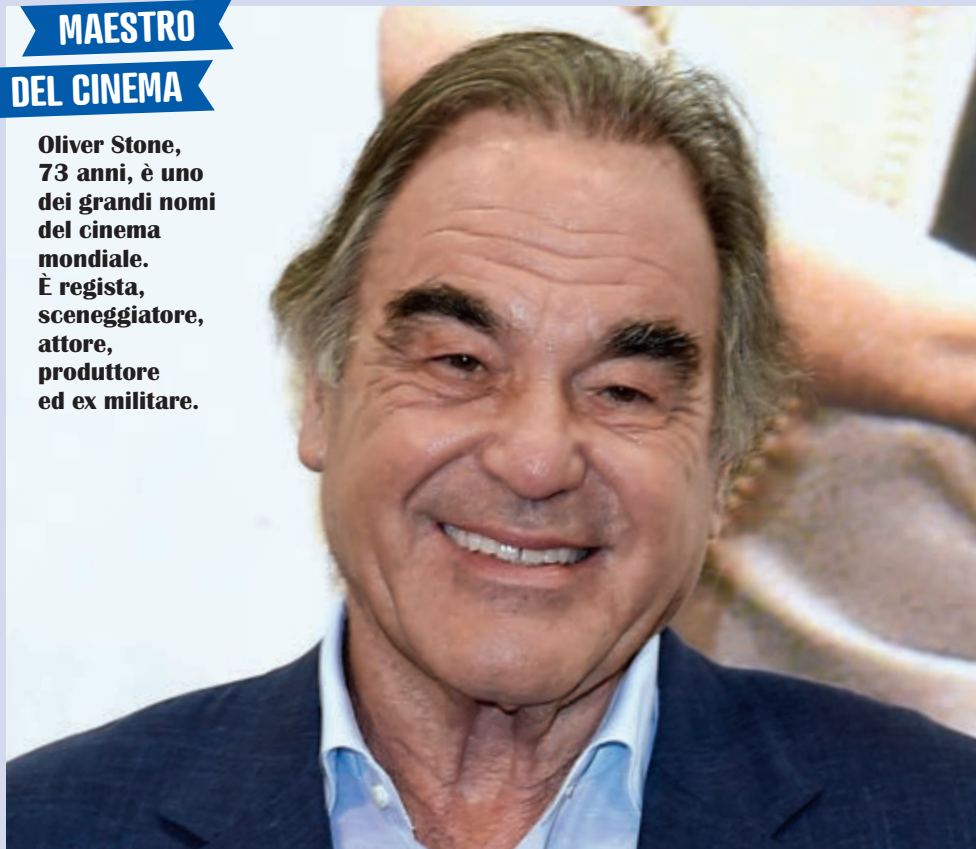 MAESTRO
DEL CINEMA
Oliver Stone,
73 anni, è uno
dei grandi nomi
del cinema
mondiale.
È regista,
sceneggiatore,
attore,
produttore
ed ex militare.